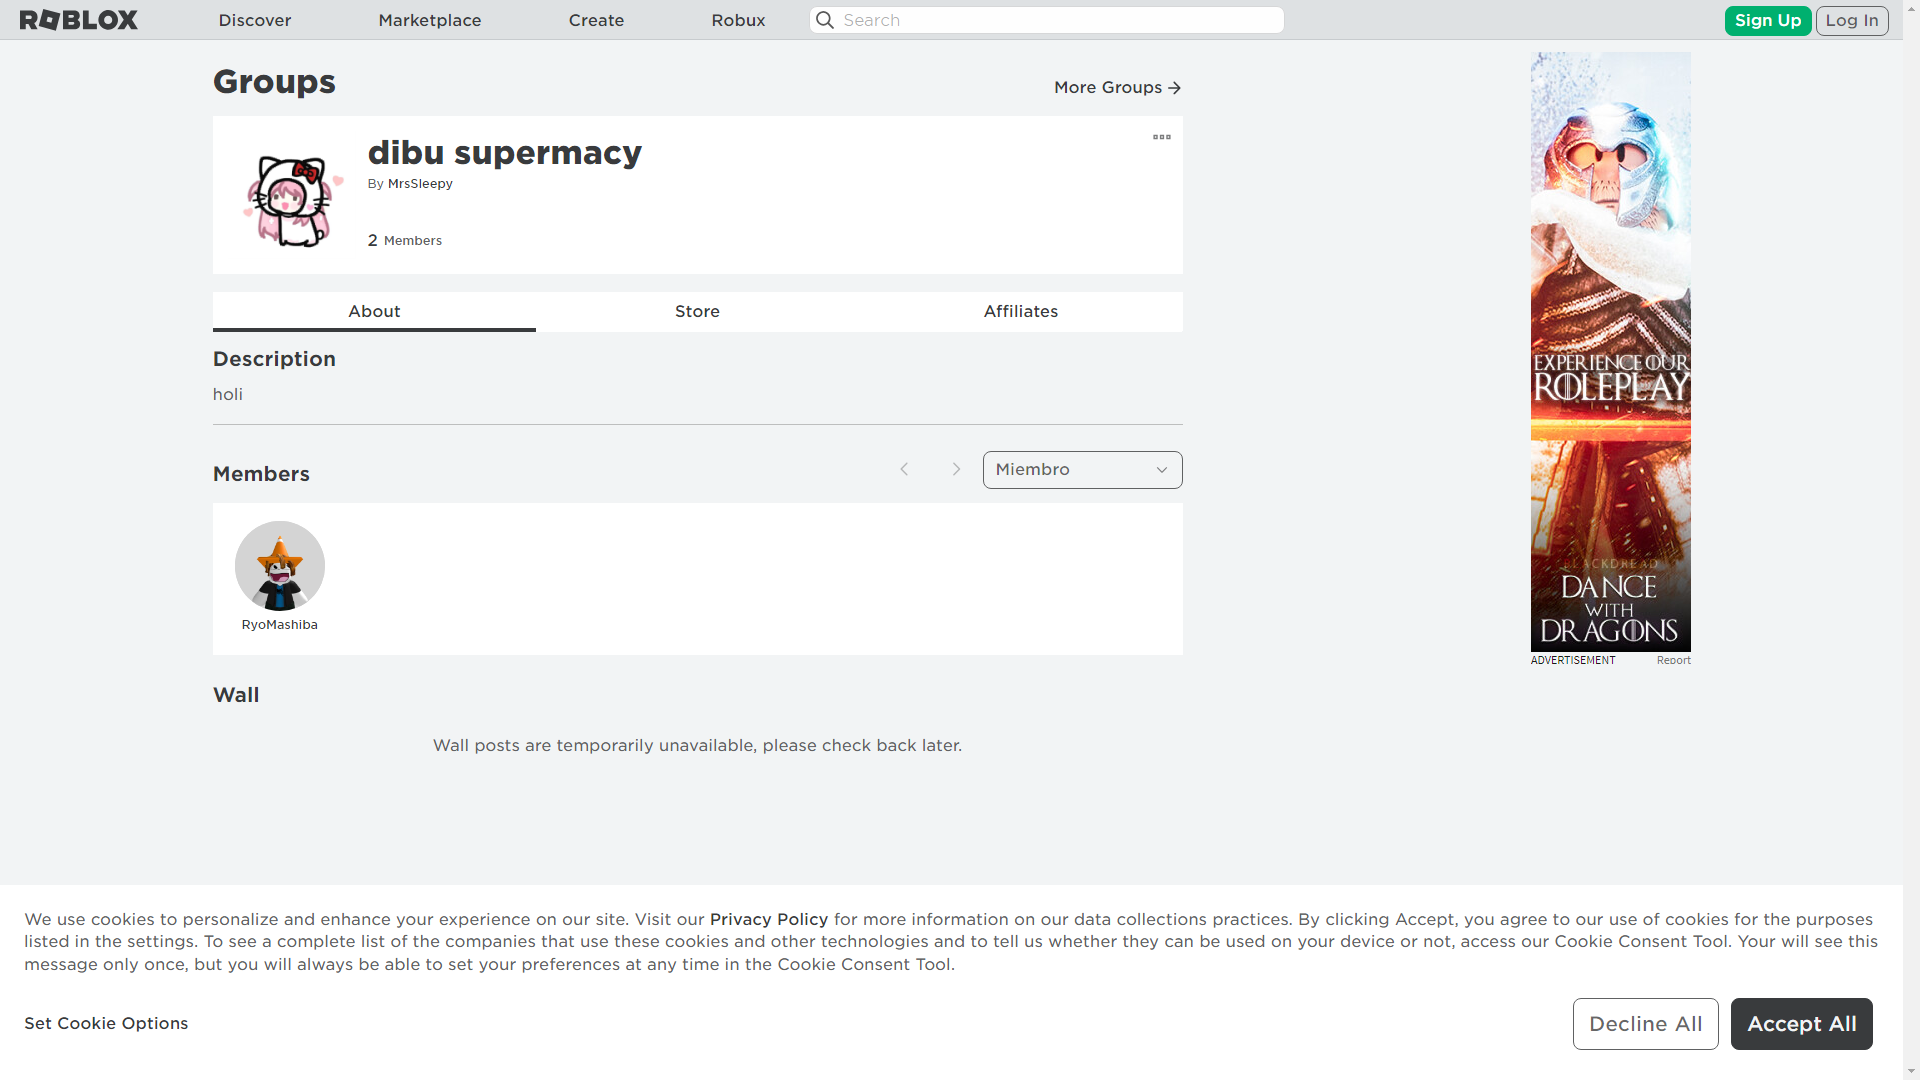 ROBLOX
Discover
Marketplace
Create
Robux
Search
Sign Up
Log In
Groups
More Groups
dibu supermacy
By MrsSleepy
2 Members
About
Store
Affiliates
Description
holi
Members
Miembro
RyoMashiba
Wall
Wall posts are temporarily unavailable, please check back later.
EXPERIENCE OUR
ROLEPLAY
BLACKDREAD
DANCE
WITH
DRAGONS
ADVERTISEMENT
Report
We use cookies to personalize and enhance your experience on our site. Visit our Privacy Policy for more information on our data collections practices. By clicking Accept, you agree to our use of cookies for the purposes
listed in the settings. To see a complete list of the companies that use these cookies and other technologies and to tell us whether they can be used on your device or not, access our Cookie Consent Tool. Your will see this
message only once, but you will always be able to set your preferences at any time in the Cookie Consent Tool.
Set Cookie Options
Decline All
Accept All